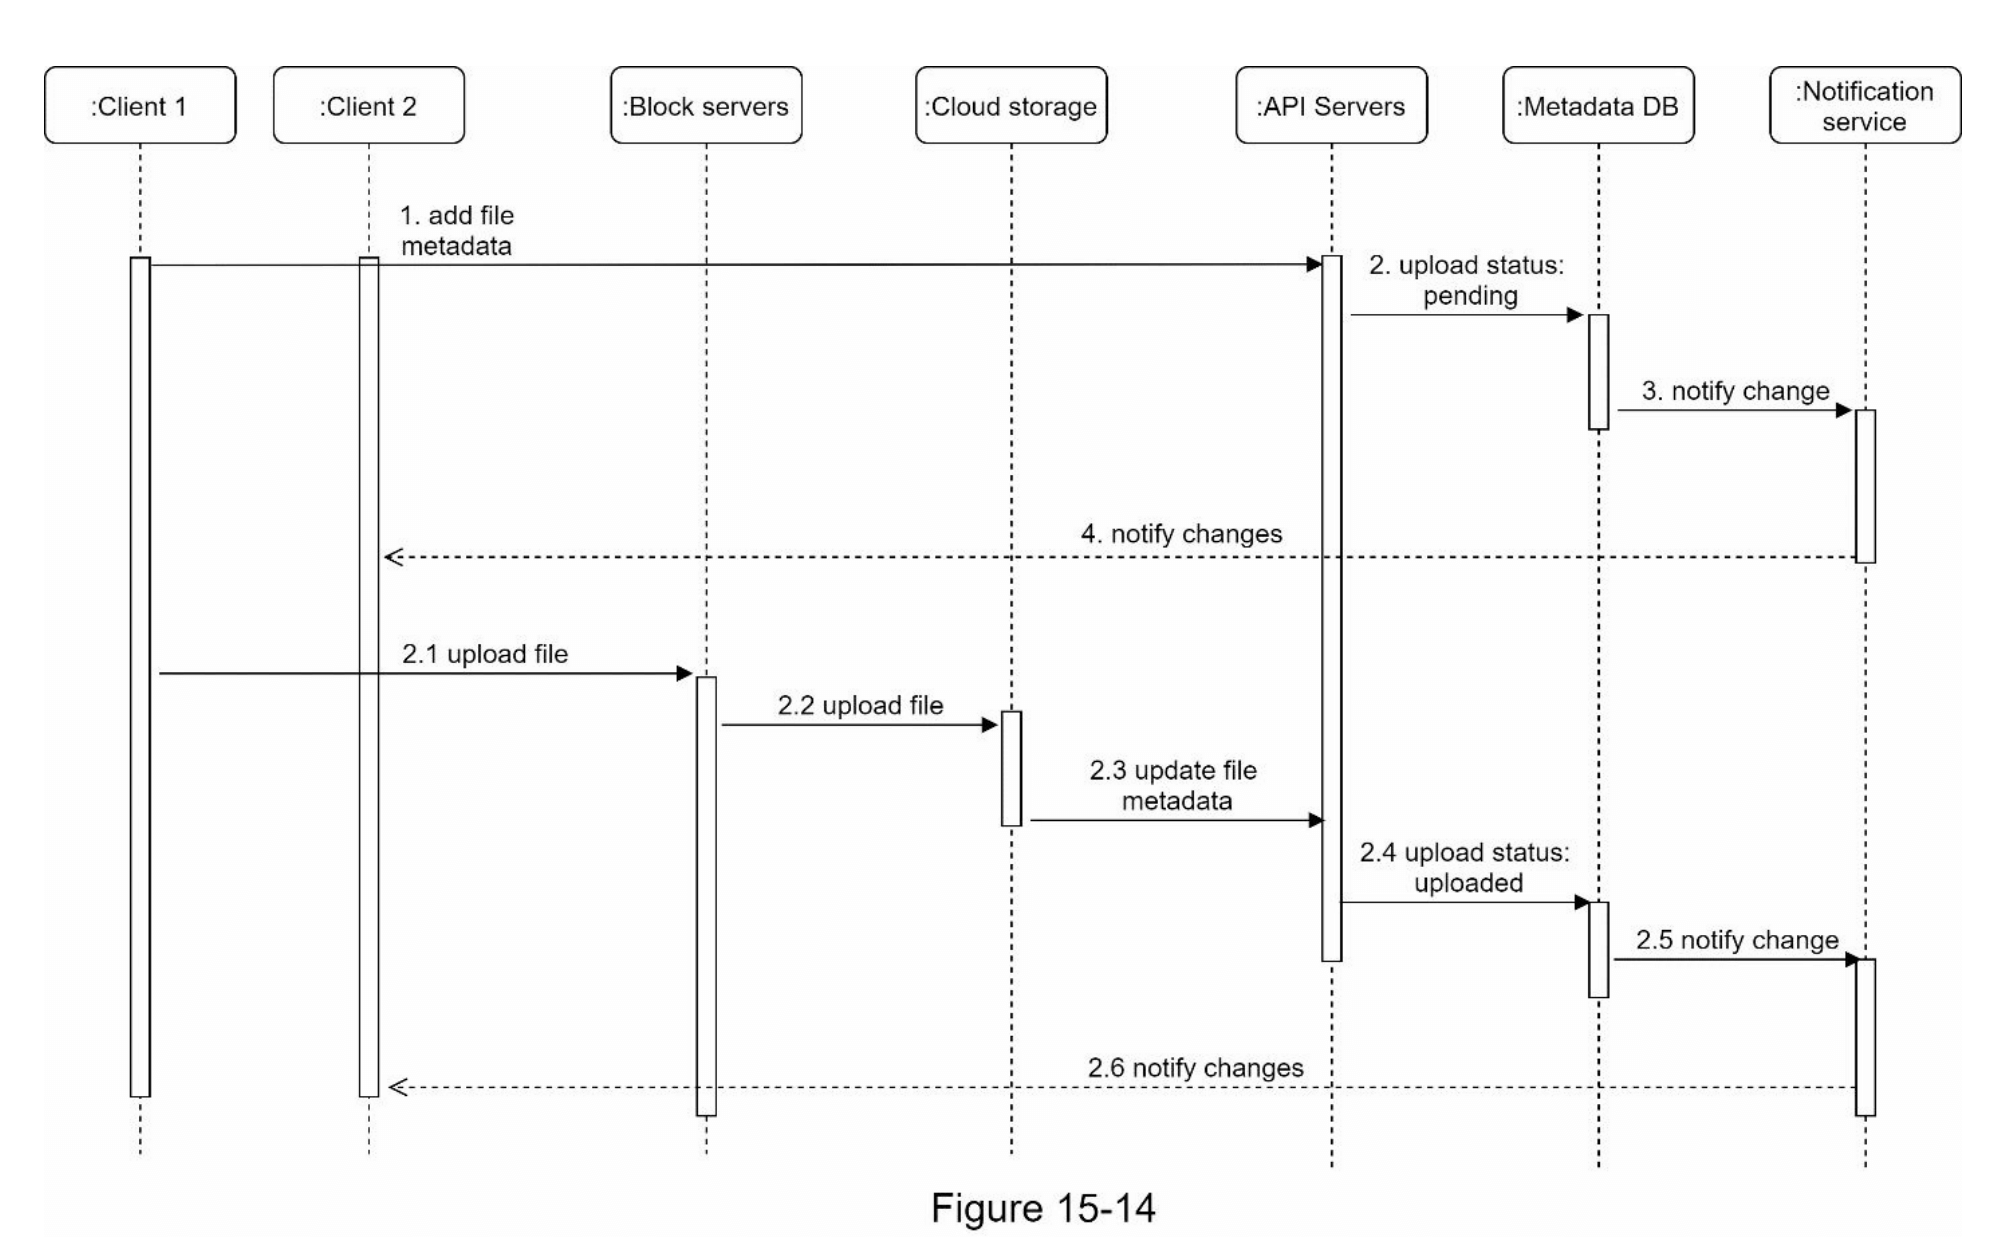 :Client 1
:Client 2
:Block servers
:Cloud storage
:API Servers
:Metadata DB
:Notification
service
1. add file
metadata
2. upload status:
pending
3. notify change
4. notify changes
2.1 upload file
2.2 upload file
2.3 update file
metadata
2.4 upload status:
uploaded
2.5 notify change
2.6 notify changes
Figure 15-14